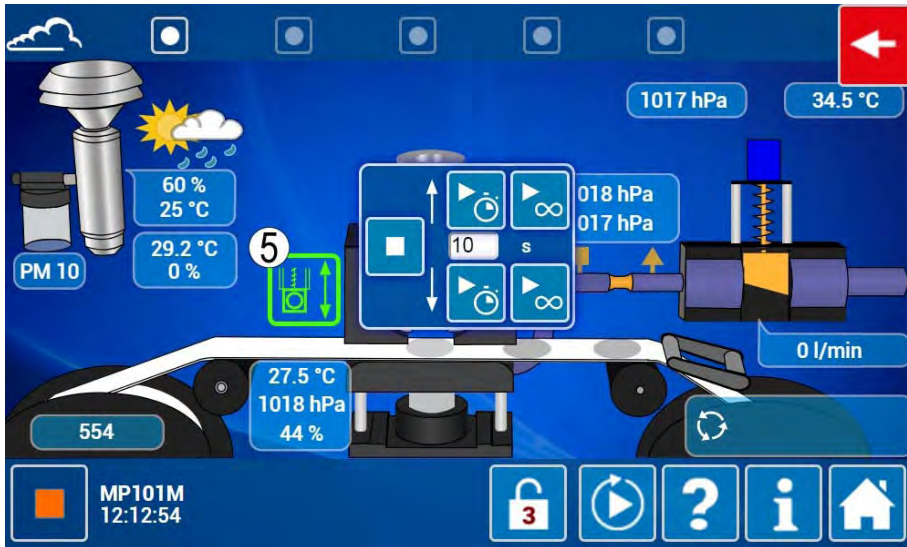 1017 hPa
34.5 °C
60 %
25 °C
29.2 °C
0 %
PM 10
5
10 s
018 hPa
017 hPa
0 l/min
27.5 °C
1018 hPa
44 %
554
MP101M
12:12:54
3
?
i